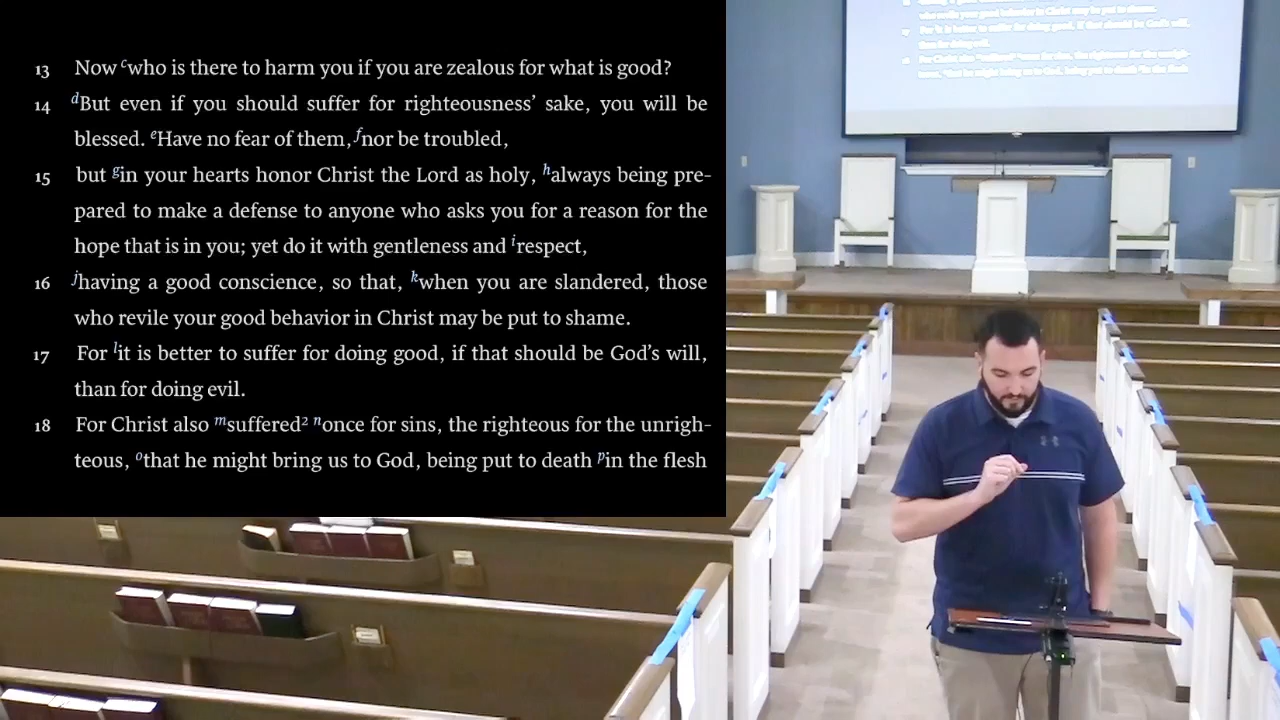 13 Now cwho is there to harm you if you are zealous for what is good?
14 dBut even if you should suffer for righteousness’ sake, you will be
blessed. eHave no fear of them, fnor be troubled,
15 but gin your hearts honor Christ the Lord as holy, halways being pre-
pared to make a defense to anyone who asks you for a reason for the
hope that is in you; yet do it with gentleness and irespect,
16 jhaving a good conscience, so that, kwhen you are slandered, those
who revile your good behavior in Christ may be put to shame.
17 For lit is better to suffer for doing good, if that should be God’s will,
than for doing evil.
18 For Christ also msuffered2 nonce for sins, the righteous for the unrigh-
teous, othat he might bring us to God, being put to death pin the flesh